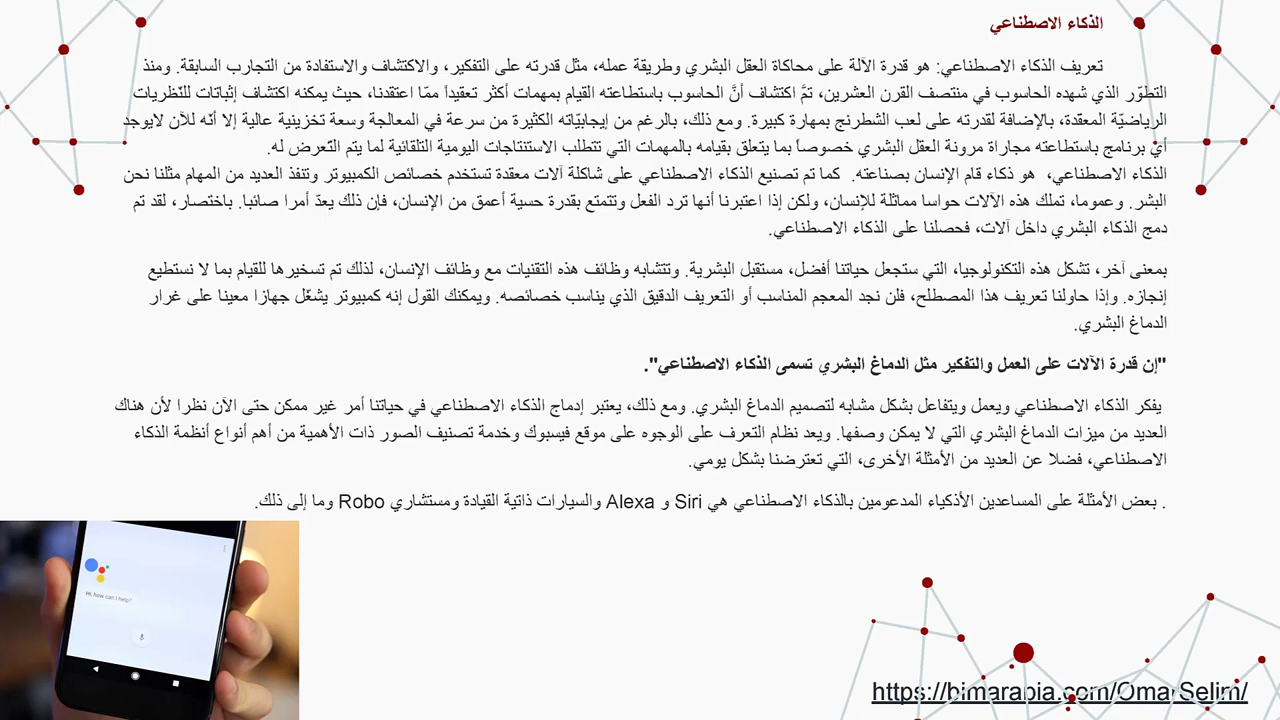 الذكاء الاصطناعي
تعريف الذكاء الاصطناعي: هو قدرة الآلة على محاكاة العقل البشري وطريقة عمله، مثل قدرته على التفكير، والاكتشاف والاستفادة من التجارب السابقة. ومنذ
التطوّر الذي شهده الحاسوب في منتصف القرن العشرين، تمَّ اكتشاف أنَّ الحاسوب باستطاعته القيام بمهمات أكثر تعقيداً ممّا اعتقدنا، حيث يمكنه اكتشاف إثباتات للنّظريات
الرياضيّة المعقدة، بالإضافة لقدرته على لعب الشطرنج بمهارة كبيرة. ومع ذلك، بالرغم من إيجابيّاته الكثيرة من سرعة في المعالجة وسعة تخزينية عالية إلا أنّه للآن لايوجد
أي برنامج باستطاعته مجاراة مرونة العقل البشري خصوصاً بما يتعلق بقيامه بالمهمات التي تتطلب الاستنتاجات اليومية التلقائية لما يتم التّعرض له.
الذكاء الاصطناعي، هو ذكاء قام الإنسان بصناعته. كما تم تصنيع الذكاء الاصطناعي على شاكلة آلات معقدة تستخدم خصائص الكمبيوتر وتنفذ العديد من المهام مثلنا نحن
البشر. وعموما، تملك هذه الآلات حواسا مماثلة للإنسان، ولكن إذا اعتبرنا أنها ترد الفعل وتتمتع بقدرة حسية أعمق من الإنسان، فإن ذلك يعدّ أمرا صائبا. باختصار، لقد تم
دمج الذكاء البشري داخل آلات، فحصلنا على الذكاء الاصطناعي.
بمعنى آخر، تشكل هذه التكنولوجيا، التي ستجعل حياتنا أفضل، مستقبل البشرية. وتتشابه وظائف هذه التقنيات مع وظائف الإنسان، لذلك تم تسخيرها للقيام بما لا نستطيع
إنجازه. وإذا حاولنا تعريف هذا المصطلح، فلن نجد المعجم المناسب أو التعريف الدقيق الذي يناسب خصائصه. ويمكنك القول إنه كمبيوتر يشغّل جهازا معينا على غرار
الدماغ البشري.
"إن قدرة الآلات على العمل والتفكير مثل الدماغ البشري تسمى الذكاء الاصطناعي".
يفكر الذكاء الاصطناعي ويعمل ويتفاعل بشكل مشابه لتصميم الدماغ البشري. ومع ذلك، يعتبر إدماج الذكاء الاصطناعي في حياتنا أمر غير ممكن حتى الآن نظرا لأن هناك
العديد من ميزات الدماغ البشري التي لا يمكن وصفها. ويعد نظام التعرف على الوجوه على موقع فيسبوك وخدمة تصنيف الصور ذات الأهمية من أهم أنواع أنظمة الذكاء
الاصطناعي، فضلا عن العديد من الأمثلة الأخرى، التي تعترضنا بشكل يومي.
. بعض الأمثلة على المساعدين الأذكياء المدعومين بالذكاء الاصطناعي هي Siri و Alexa والسيارات ذاتية القيادة ومستشاري Robo وما إلى ذلك.
Hi, how can I help?
https://bimarabia.com/OmarSelim/